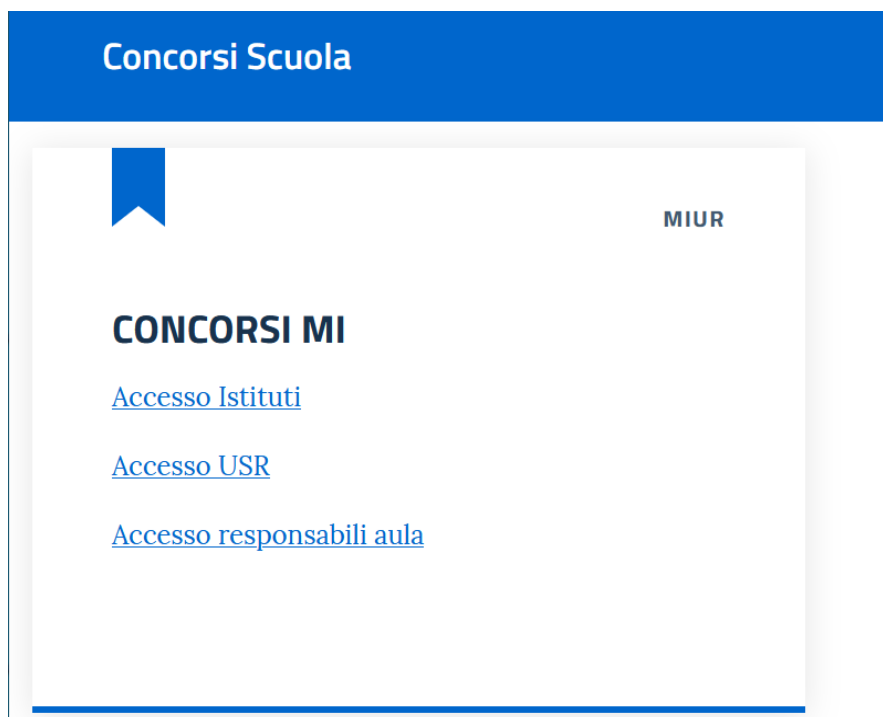 Concorsi Scuola
MIUR
CONCORSI MI
Accesso Istituti
Accesso USR
Accesso responsabili aula